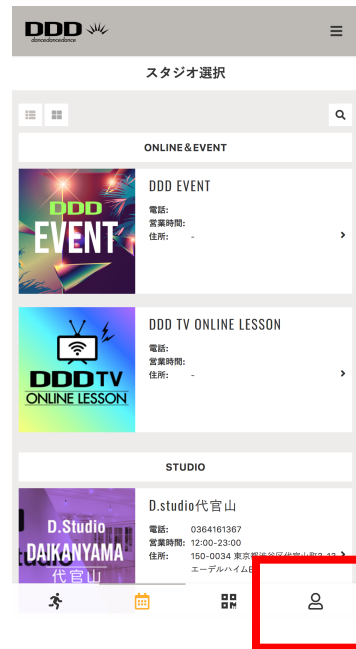 DDD
dancedancedance
スタジオ選択
ONLINE&EVENT
DDD
EVENT
DDD EVENT
電話:
営業時間:
住所: -
DDDTV
ONLINE LESSON
DDD TV ONLINE LESSON
電話:
営業時間:
住所: -
STUDIO
D.Studio
DAIKANYAMA
代官山
D.studio代官山
電話: 0364161367
営業時間: 12:00-23:00
住所: 150-0034 東京都渋谷区代官山町3-13
エーデルハイム